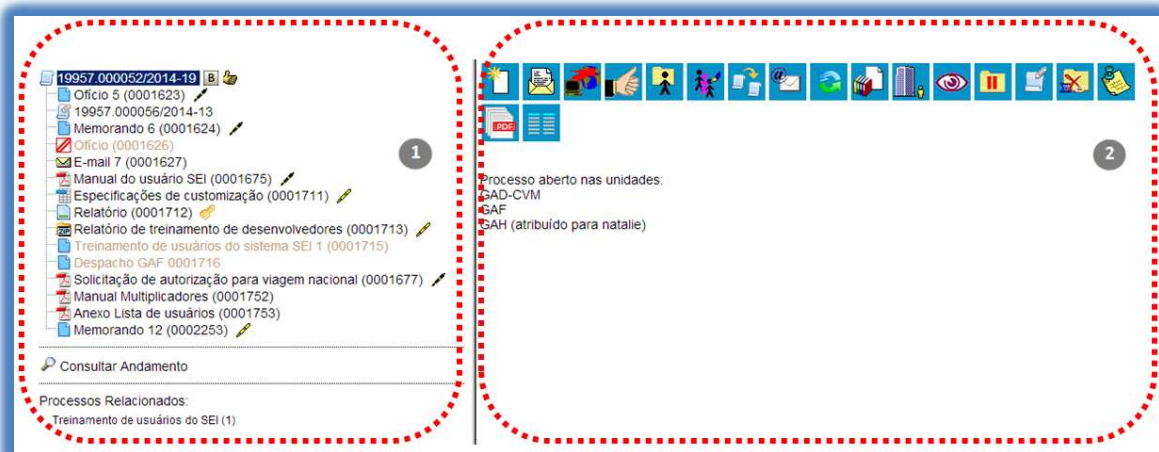 19957.000052/2014-19 B
Ofício 5 (0001623)
19957.000056/2014-13
Memorando 6 (0001624)
Ofício (0001626)
E-mail 7 (0001627)
Manual do usuário SEI (0001675)
Especificações de customização (0001711)
Relatório (0001712)
ZIP Relatório de treinamento de desenvolvedores (0001713)
Treinamento de usuários do sistema SEI 1 (0001715)
Despacho GAF 0001716
Solicitação de autorização para viagem nacional (0001677)
Manual Multiplicadores (0001752)
Anexo Lista de usuários (0001753)
Memorando 12 (0002253)
Consultar Andamento
Processos Relacionados:
Treinamento de usuários do SEI (1)
1
@
PDF
2
Processo aberto nas unidades:
GAD-CVM
GAF
GAH (atribuído para natalie)